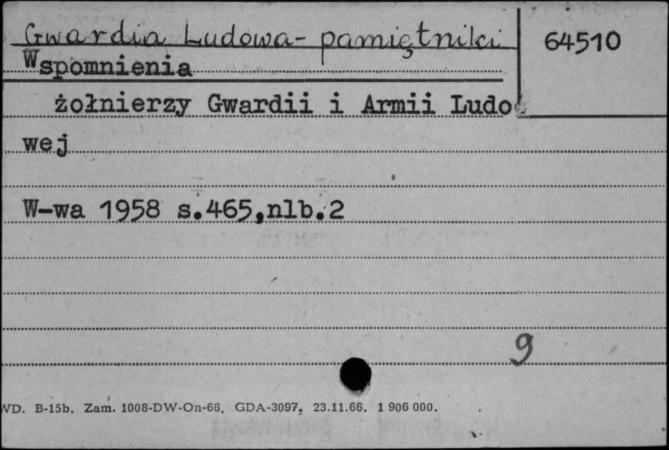 Gwardia Ludowa - pamiętniki
64510
Wspomnienia
żołnierzy Gwardii i Armii Ludo
wej
W-wa 1958 s.465,nlb.2
9
WD. B-15b. Zam. 1008-DW-On-66. GDA-3097, 23.11.66. 1 906 000.